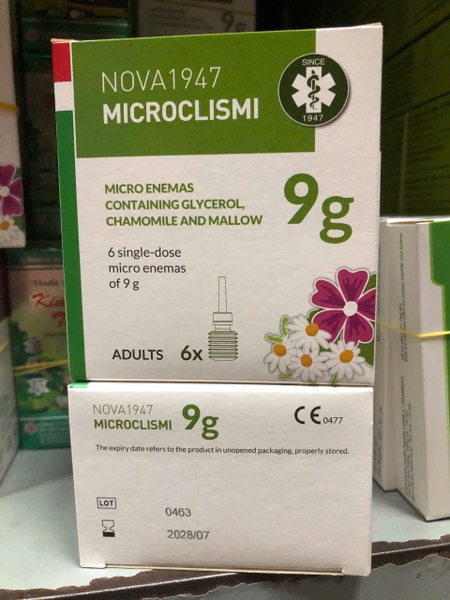 NOVA1947
MICROCLISMI
SINCE
1947
MICRO ENEMAS
CONTAINING GLYCEROL,
CHAMOMILE AND MALLOW
9g
6 single-dose
micro enemas
of 9 g
ADULTS 6x
NOVA1947
MICROCLISMI 9g
CE 0477
The expiry date refers to the product in unopened packaging, properly stored.
LOT 0463
2028/07
9g
Thuốc